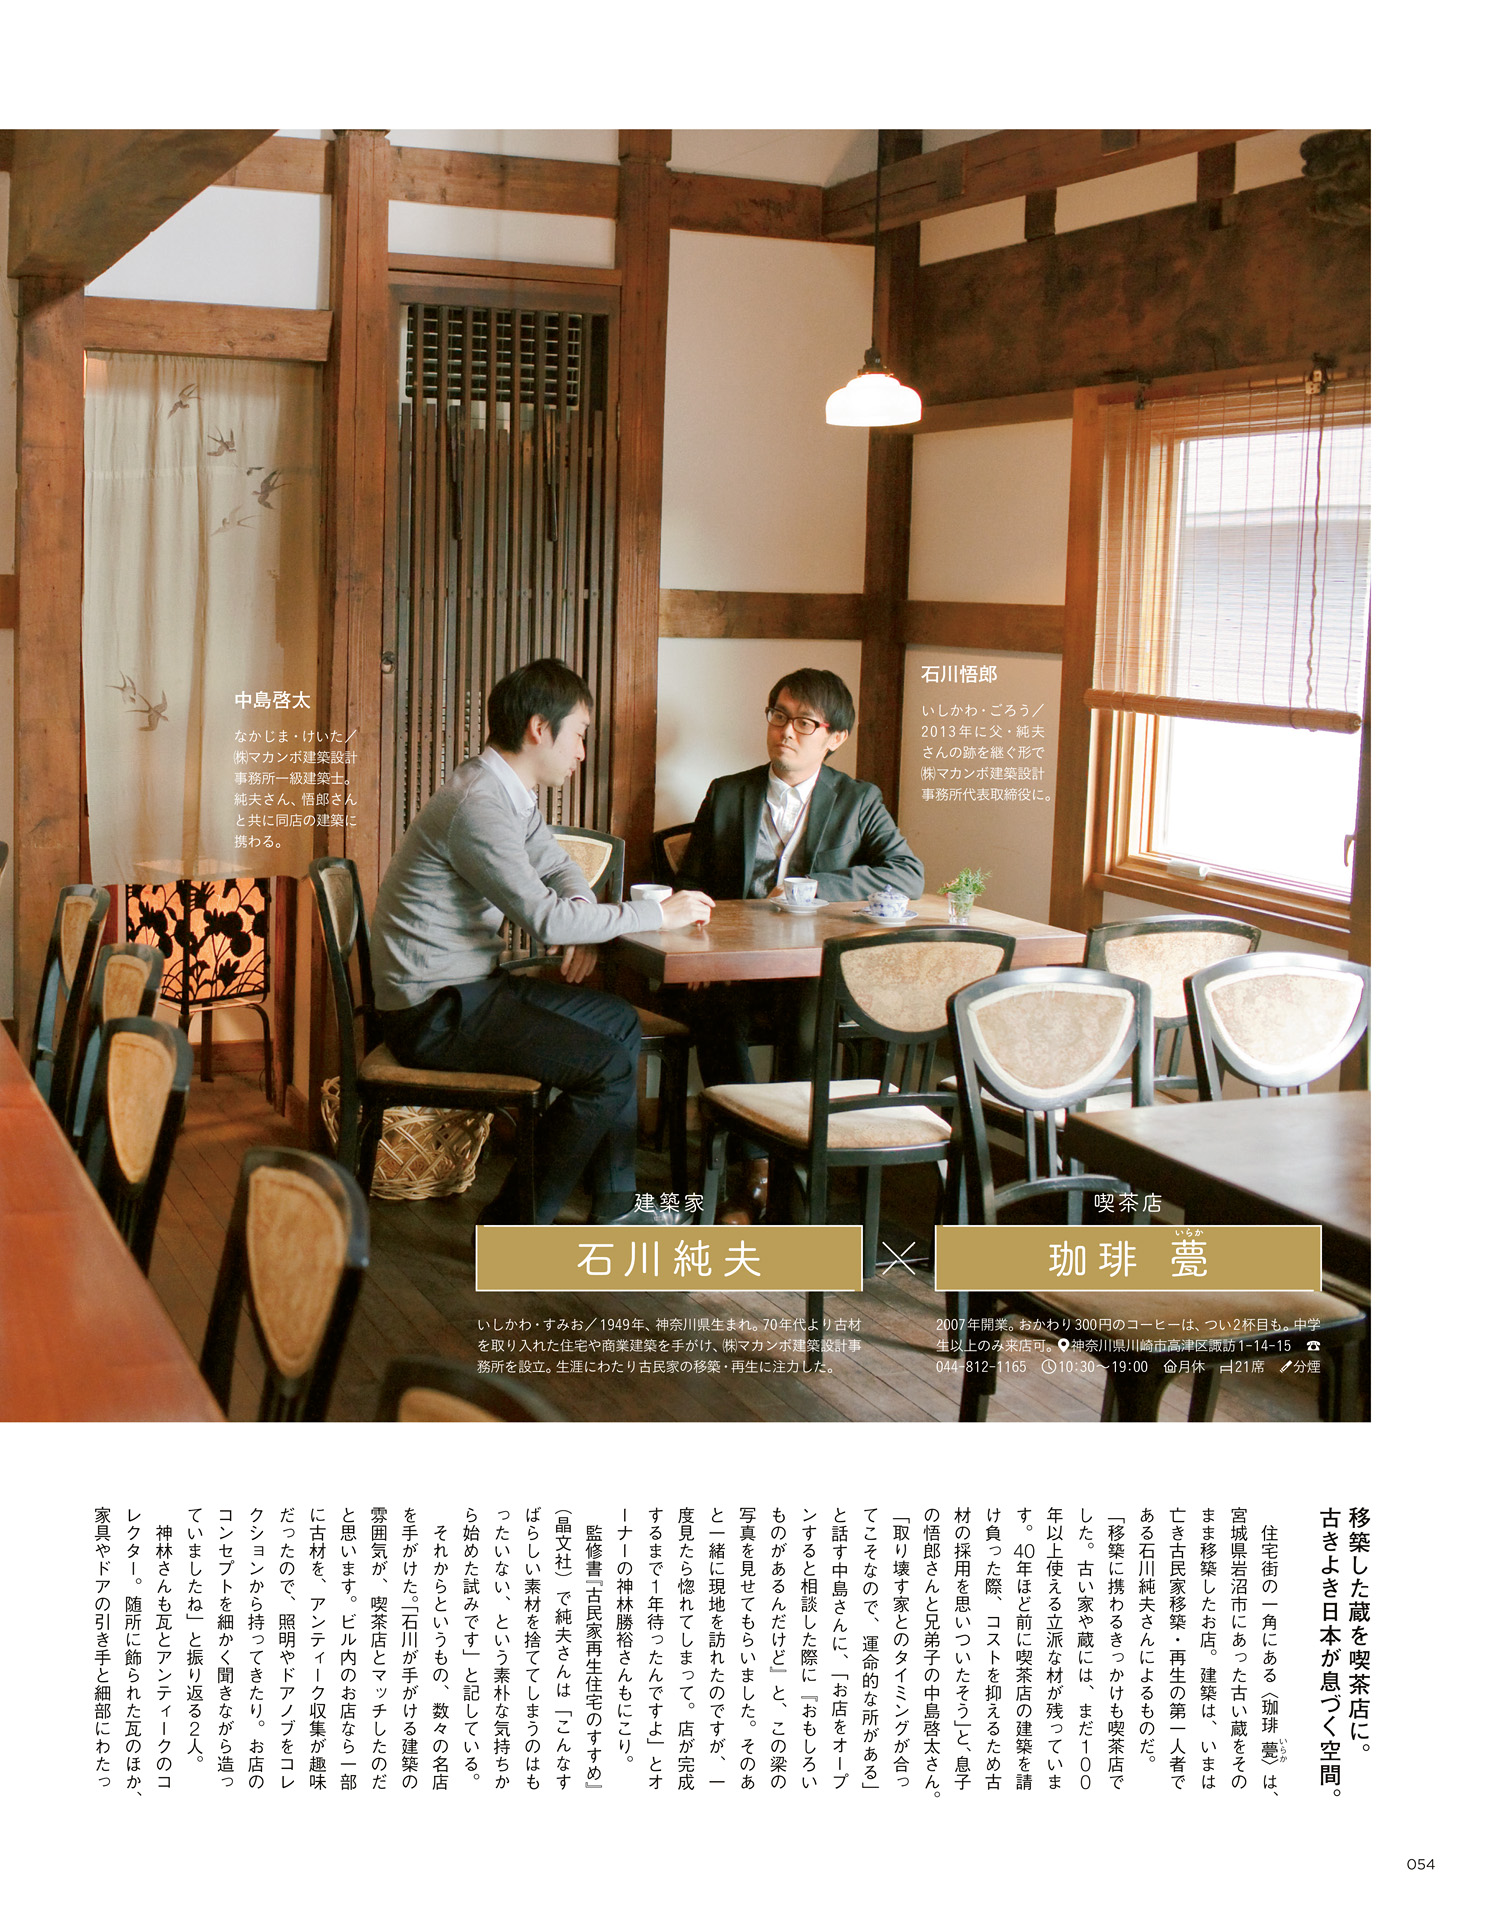 中島啓太
なかじま・けいた／
㈱マカンボ建築設計
事務所一級建築士。
純夫さん、悟郎さん
と共に同店の建築に
携わる。
石川悟郎
いしかわ・ごろう／
2013年に父・純夫
さんの跡を継ぐ形で
㈱マカンボ建築設計
事務所代表取締役に。
建築家
石川純夫
×
喫茶店
いらか
珈琲 甍
いしかわ・すみお／1949年、神奈川県生まれ。70年代より古材
を取り入れた住宅や商業建築を手がけ、㈱マカンボ建築設計事
務所を設立。生涯にわたり古民家の移築・再生に注力した。
2007年開業。おかわり300円のコーヒーは、つい2杯目も。中学
生以上のみ来店可。神奈川県川崎市高津区諏訪1-14-15 ☎
044-812-1165 10:30〜19:00 月休 21席 分煙
移築した蔵を喫茶店に。
古きよき日本が息づく空間。
住宅街の一角にある〈珈琲 甍〉は、
いらか
宮城県岩沼市にあった古い蔵をその
まま移築したお店。建築は、いまは
亡き古民家移築・再生の第一人者で
ある石川純夫さんによるものだ。
「移築に携わるきっかけも喫茶店で
した。古い家や蔵には、まだ100
年以上使える立派な材が残っていま
す。40年ほど前に喫茶店の建築を請
け負った際、コストを抑えるため古
材の採用を思いついたそう」と、息子
の悟郎さんと兄弟子の中島啓太さん。
「取り壊す家とのタイミングが合っ
てこそなので、運命的な所がある」
と話す中島さんに、「お店をオープ
ンすると相談した際に『おもしろい
ものがあるんだけど』と、この梁の
写真を見せてもらいました。そのあ
と一緒に現地を訪れたのですが、一
度見たら惚れてしまって。店が完成
するまで1年待ったんですよ」とオ
ーナーの神林勝裕さんもにこり。
監修書『古民家再生住宅のすすめ』
（晶文社）で純夫さんは「こんなす
ばらしい素材を捨ててしまうのはも
ったいない、という素朴な気持ちか
ら始めた試みです」と記している。
それからというもの、数々の名店
を手がけた。「石川が手がける建築の
雰囲気が、喫茶店とマッチしたのだ
と思います。ビル内のお店なら一部
に古材を、アンティーク収集が趣味
だったので、照明やドアノブをコレ
クションから持ってきたり。お店の
コンセプトを細かく聞きながら造っ
ていましたね」と振り返る2人。
神林さんも瓦とアンティークのコ
レクター。随所に飾られた瓦のほか、
家具やドアの引き手と細部にわたっ
054